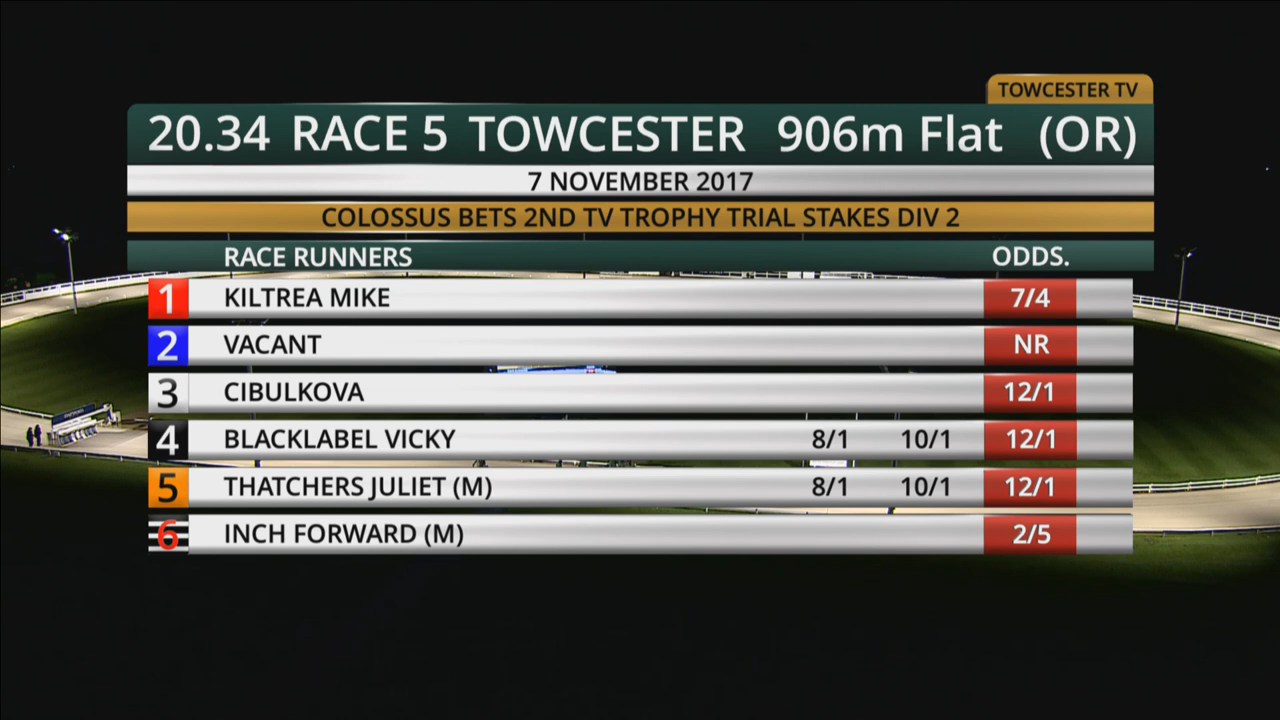 TOWCESTER TV
20.34 RACE 5 TOWCESTER 906m Flat (OR)
7 NOVEMBER 2017
COLOSSUS BETS 2ND TV TROPHY TRIAL STAKES DIV 2
RACE RUNNERS ODDS.
1 KILTREA MIKE 7/4
2 VACANT NR
3 CIBULKOVA 12/1
4 BLACKLABEL VICKY 8/1 10/1 12/1
5 THATCHERS JULIET (M) 8/1 10/1 12/1
6 INCH FORWARD (M) 2/5